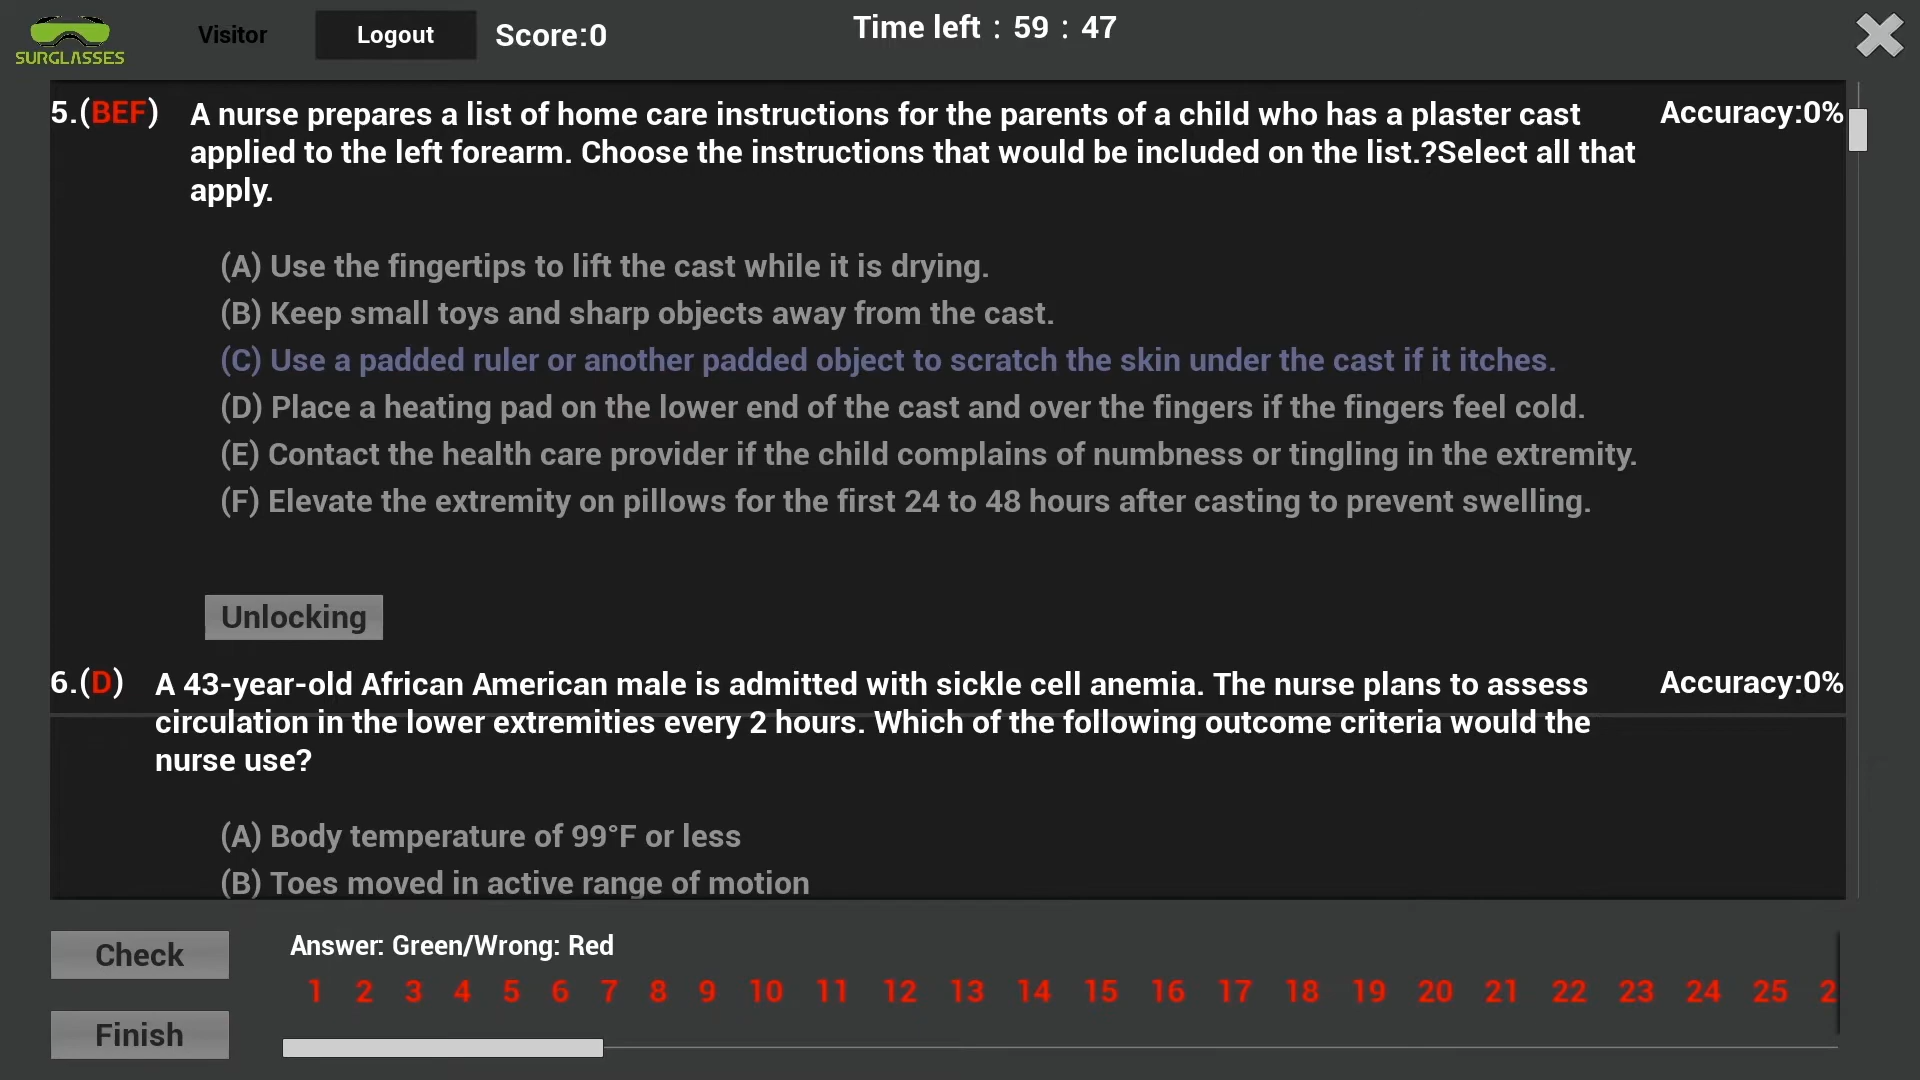 SURGLASSES
Visitor
Logout
Score:0
Time left : 59 : 47
5.(BEF) A nurse prepares a list of home care instructions for the parents of a child who has a plaster cast
applied to the left forearm. Choose the instructions that would be included on the list.?Select all that
apply.
Accuracy:0%
(A) Use the fingertips to lift the cast while it is drying.
(B) Keep small toys and sharp objects away from the cast.
(C) Use a padded ruler or another padded object to scratch the skin under the cast if it itches.
(D) Place a heating pad on the lower end of the cast and over the fingers if the fingers feel cold.
(E) Contact the health care provider if the child complains of numbness or tingling in the extremity.
(F) Elevate the extremity on pillows for the first 24 to 48 hours after casting to prevent swelling.
Unlocking
6.(D) A 43-year-old African American male is admitted with sickle cell anemia. The nurse plans to assess
circulation in the lower extremities every 2 hours. Which of the following outcome criteria would the
nurse use?
Accuracy:0%
(A) Body temperature of 99°F or less
(B) Toes moved in active range of motion
Check
Answer: Green/Wrong: Red
1 2 3 4 5 6 7 8 9 10 11 12 13 14 15 16 17 18 19 20 21 22 23 24 25 2
Finish